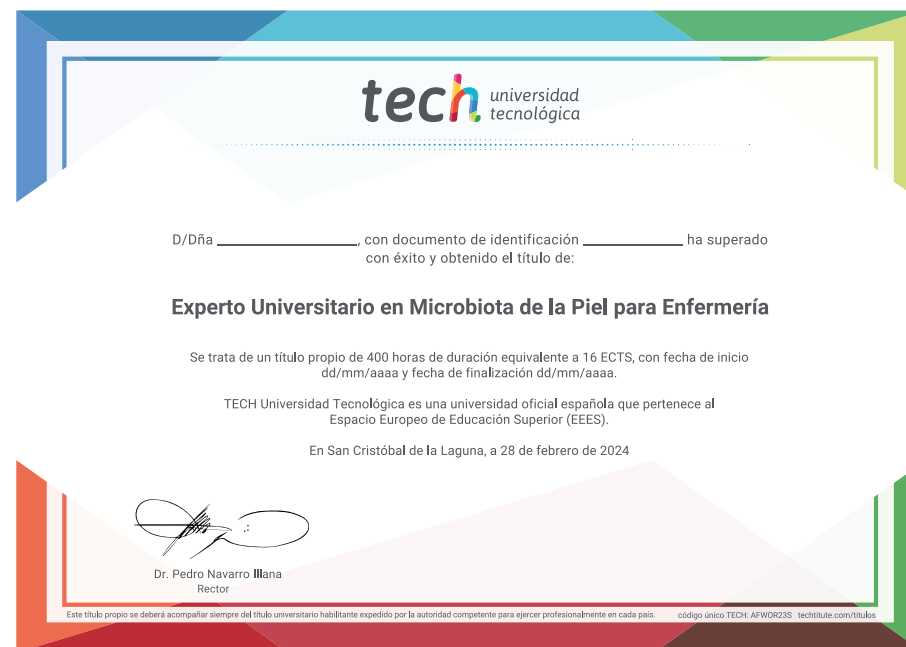 tech universidad
tecnológica
D/Dña ____________________, con documento de identificación ______________ ha superado
con éxito y obtenido el título de:
Experto Universitario en Microbiota de la Piel para Enfermería
Se trata de un título propio de 400 horas de duración equivalente a 16 ECTS, con fecha de inicio
dd/mm/aaaa y fecha de finalización dd/mm/aaaa.
TECH Universidad Tecnológica es una universidad oficial española que pertenece al
Espacio Europeo de Educación Superior (EEES).
En San Cristóbal de la Laguna, a 28 de febrero de 2024
Dr. Pedro Navarro Illana
Rector
Este título propio se deberá acompañar siempre del título universitario habilitante expedido por la autoridad competente para ejercer profesionalmente en cada país. código único TECH: AFWOR23S techtitute.com/titulos